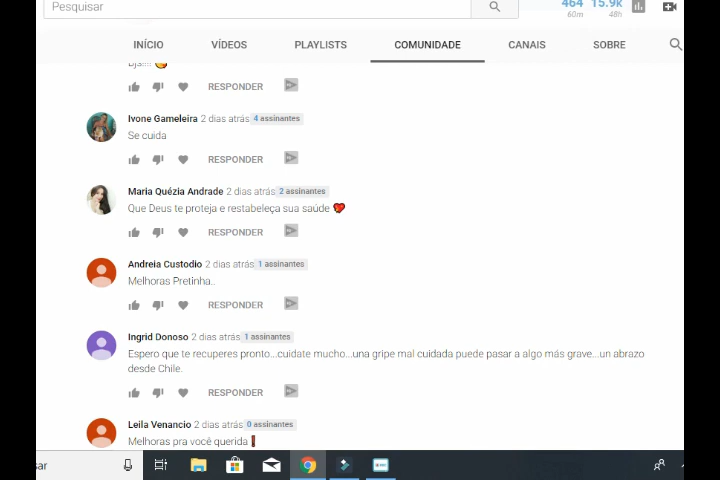 Pesquisar
464 15.9k
60m 48h
INÍCIO VÍDEOS PLAYLISTS COMUNIDADE CANAIS SOBRE
Bjs!!!!
RESPONDER
Ivone Gameleira 2 dias atrás 4 assinantes
Se cuida
RESPONDER
Maria Quézia Andrade 2 dias atrás 2 assinantes
Que Deus te proteja e restabeleça sua saúde
RESPONDER
Andreia Custodio 2 dias atrás 1 assinantes
Melhoras Pretinha..
RESPONDER
Ingrid Donoso 2 dias atrás 1 assinantes
Espero que te recuperes pronto...cuídate mucho...una gripe mal cuidada puede pasar a algo más grave...un abrazo
desde Chile.
RESPONDER
Leila Venancio 2 dias atrás 0 assinantes
Melhoras pra você querida
sar